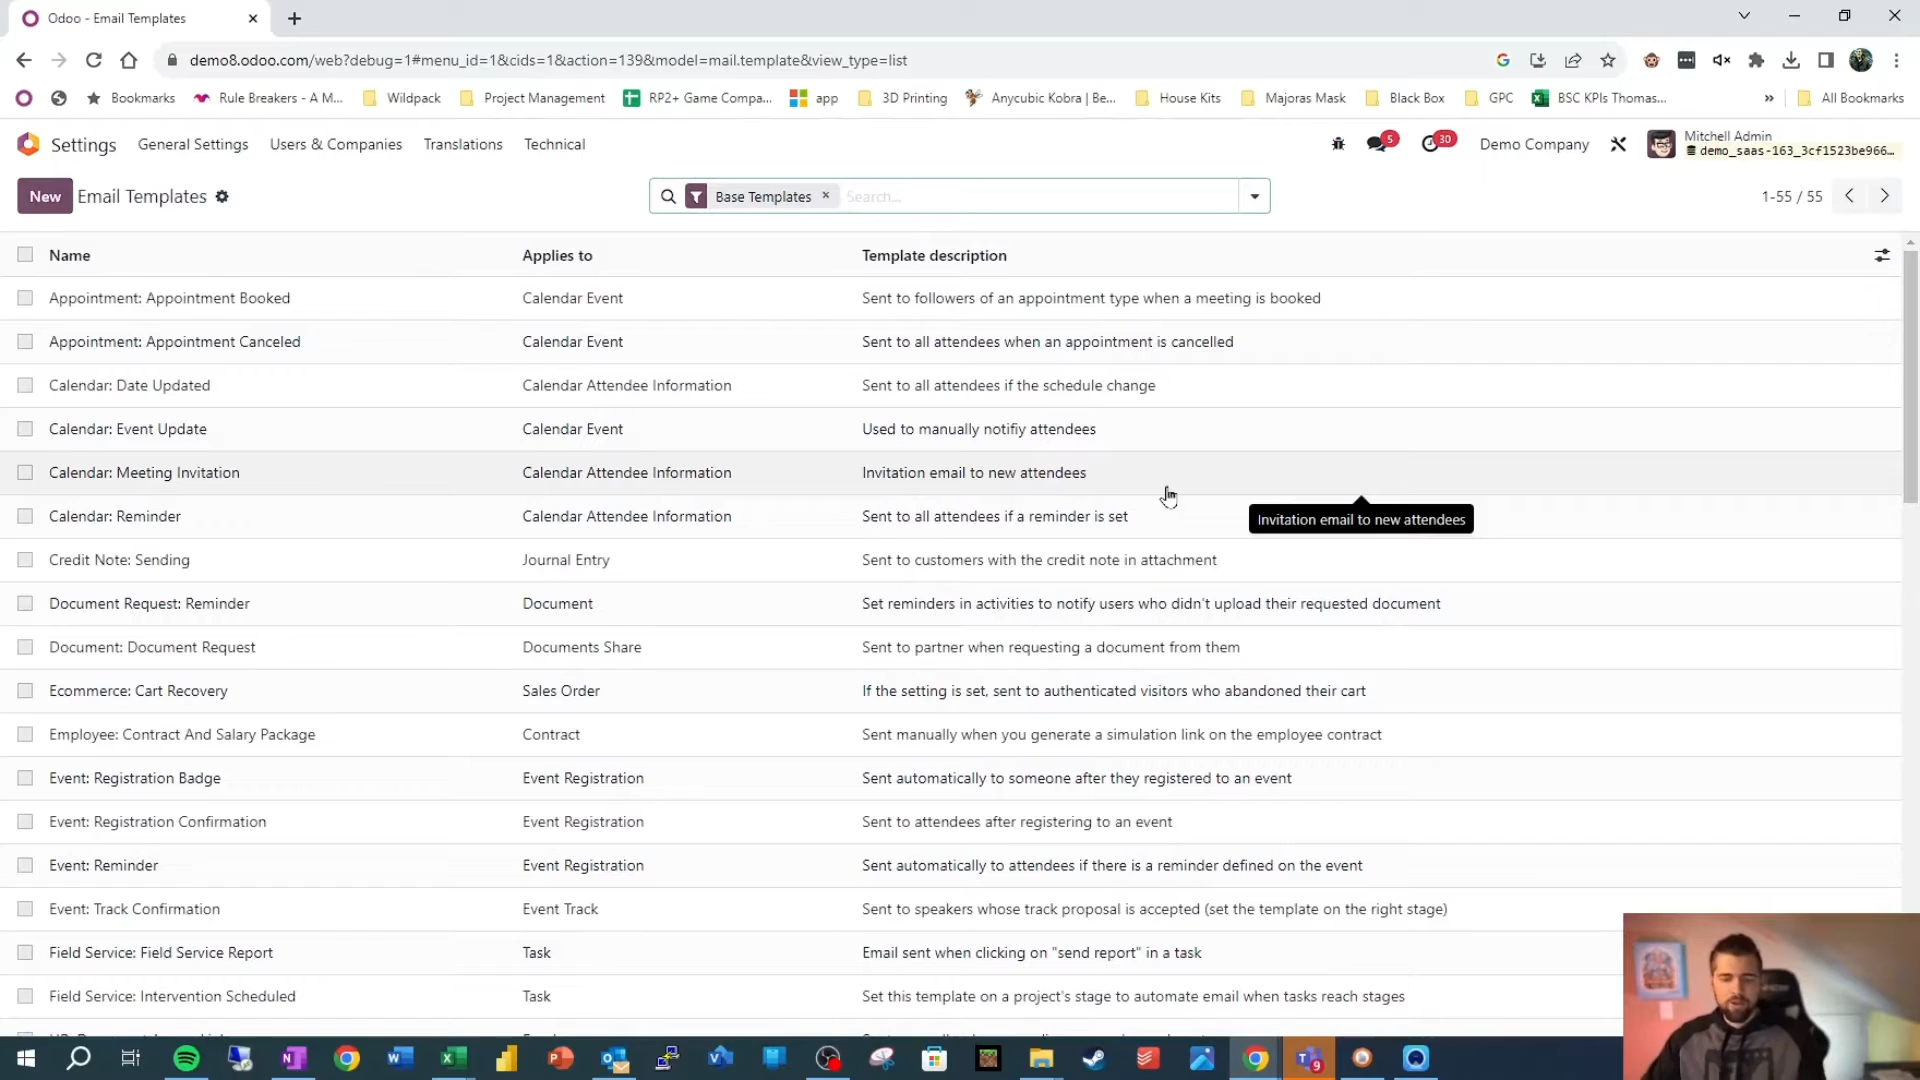 Odoo - Email Templates
demo8.odoo.com/web?debug=1#menu_id=1&cids=1&action=139&model=mail.template&view_type=list
Bookmarks Rule Breakers - A M... Wildpack Project Management RP2+ Game Compa... app 3D Printing Anycubic Kobra | Be... House Kits Majoras Mask Black Box GPC BSC KPIs Thomas... » All Bookmarks
Settings General Settings Users & Companies Translations Technical 5 30 Demo Company Mitchell Admin
demo_saas-163_3cf1523be966...
New Email Templates Base Templates × Search... 1-55 / 55
Name Applies to Template description
Appointment: Appointment Booked Calendar Event Sent to followers of an appointment type when a meeting is booked
Appointment: Appointment Canceled Calendar Event Sent to all attendees when an appointment is cancelled
Calendar: Date Updated Calendar Attendee Information Sent to all attendees if the schedule change
Calendar: Event Update Calendar Event Used to manually notifiy attendees
Calendar: Meeting Invitation Calendar Attendee Information Invitation email to new attendees
Calendar: Reminder Calendar Attendee Information Sent to all attendees if a reminder is set
Invitation email to new attendees
Credit Note: Sending Journal Entry Sent to customers with the credit note in attachment
Document Request: Reminder Document Set reminders in activities to notify users who didn't upload their requested document
Document: Document Request Documents Share Sent to partner when requesting a document from them
Ecommerce: Cart Recovery Sales Order If the setting is set, sent to authenticated visitors who abandoned their cart
Employee: Contract And Salary Package Contract Sent manually when you generate a simulation link on the employee contract
Event: Registration Badge Event Registration Sent automatically to someone after they registered to an event
Event: Registration Confirmation Event Registration Sent to attendees after registering to an event
Event: Reminder Event Registration Sent automatically to attendees if there is a reminder defined on the event
Event: Track Confirmation Event Track Sent to speakers whose track proposal is accepted (set the template on the right stage)
Field Service: Field Service Report Task Email sent when clicking on "send report" in a task
Field Service: Intervention Scheduled Task Set this template on a project's stage to automate email when tasks reach stages